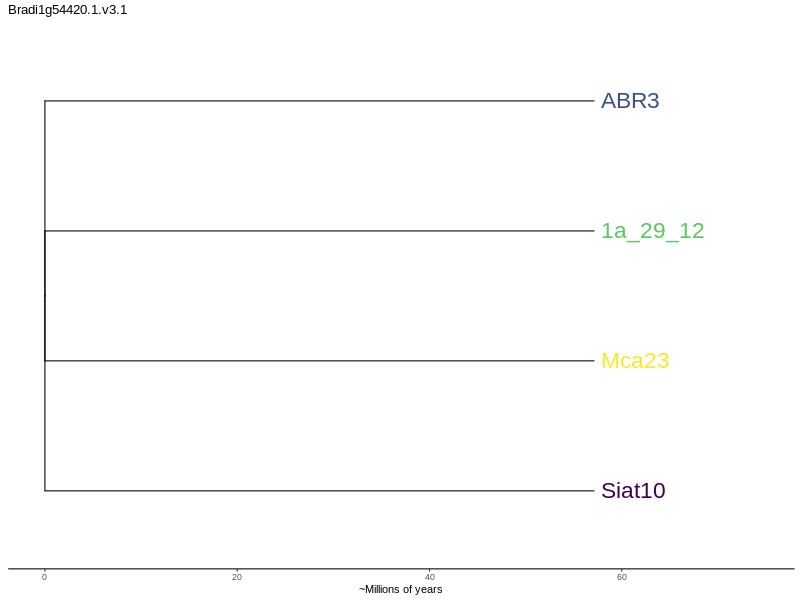 Bradi1g54420.1.v3.1
ABR3
1a_29_12
Mca23
Siat10
0 20 40 60
~Millions of years